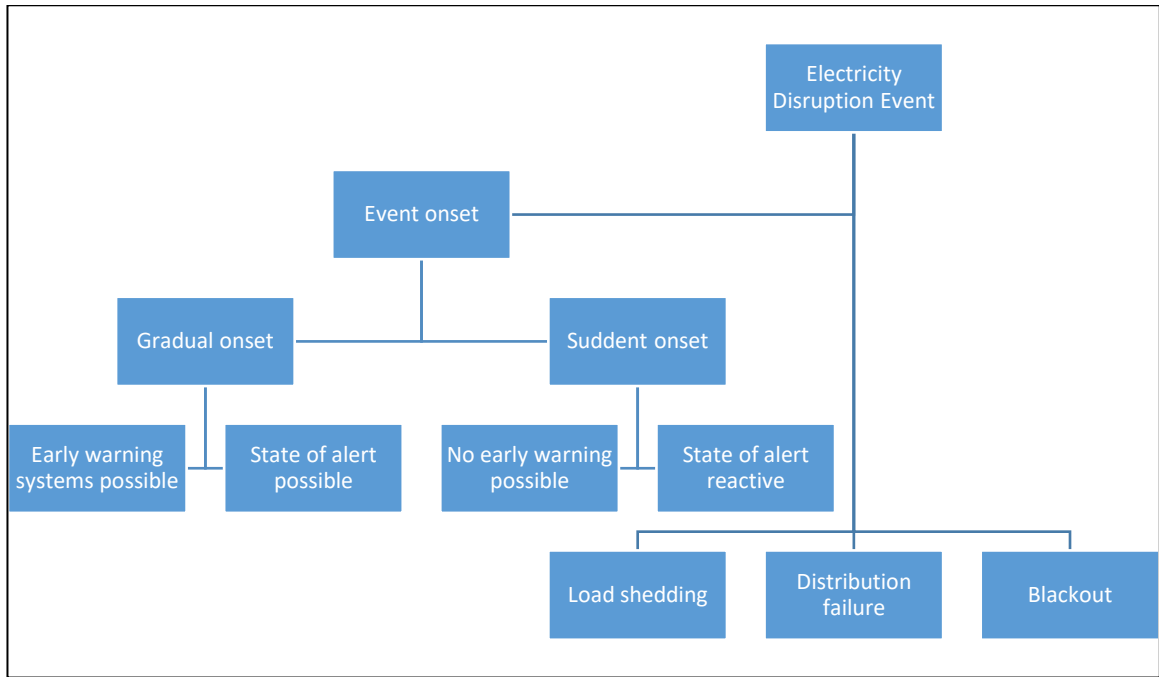 Electricity
Disruption Event
Event onset
Gradual onset
Suddent onset
Early warning
systems possible
State of alert
possible
No early warning
possible
State of alert
reactive
Load shedding
Distribution
failure
Blackout